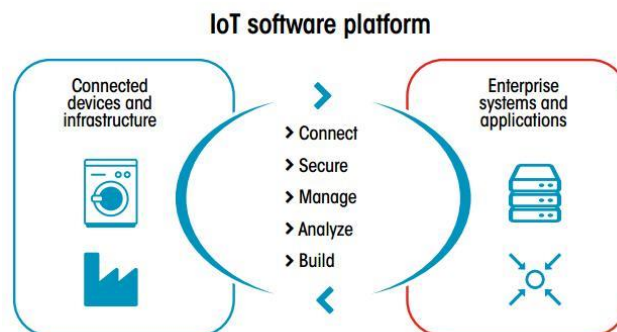 IoT software platform
Connected
devices and
infrastructure
> Connect
> Secure
> Manage
> Analyze
> Build
Enterprise
systems and
applications